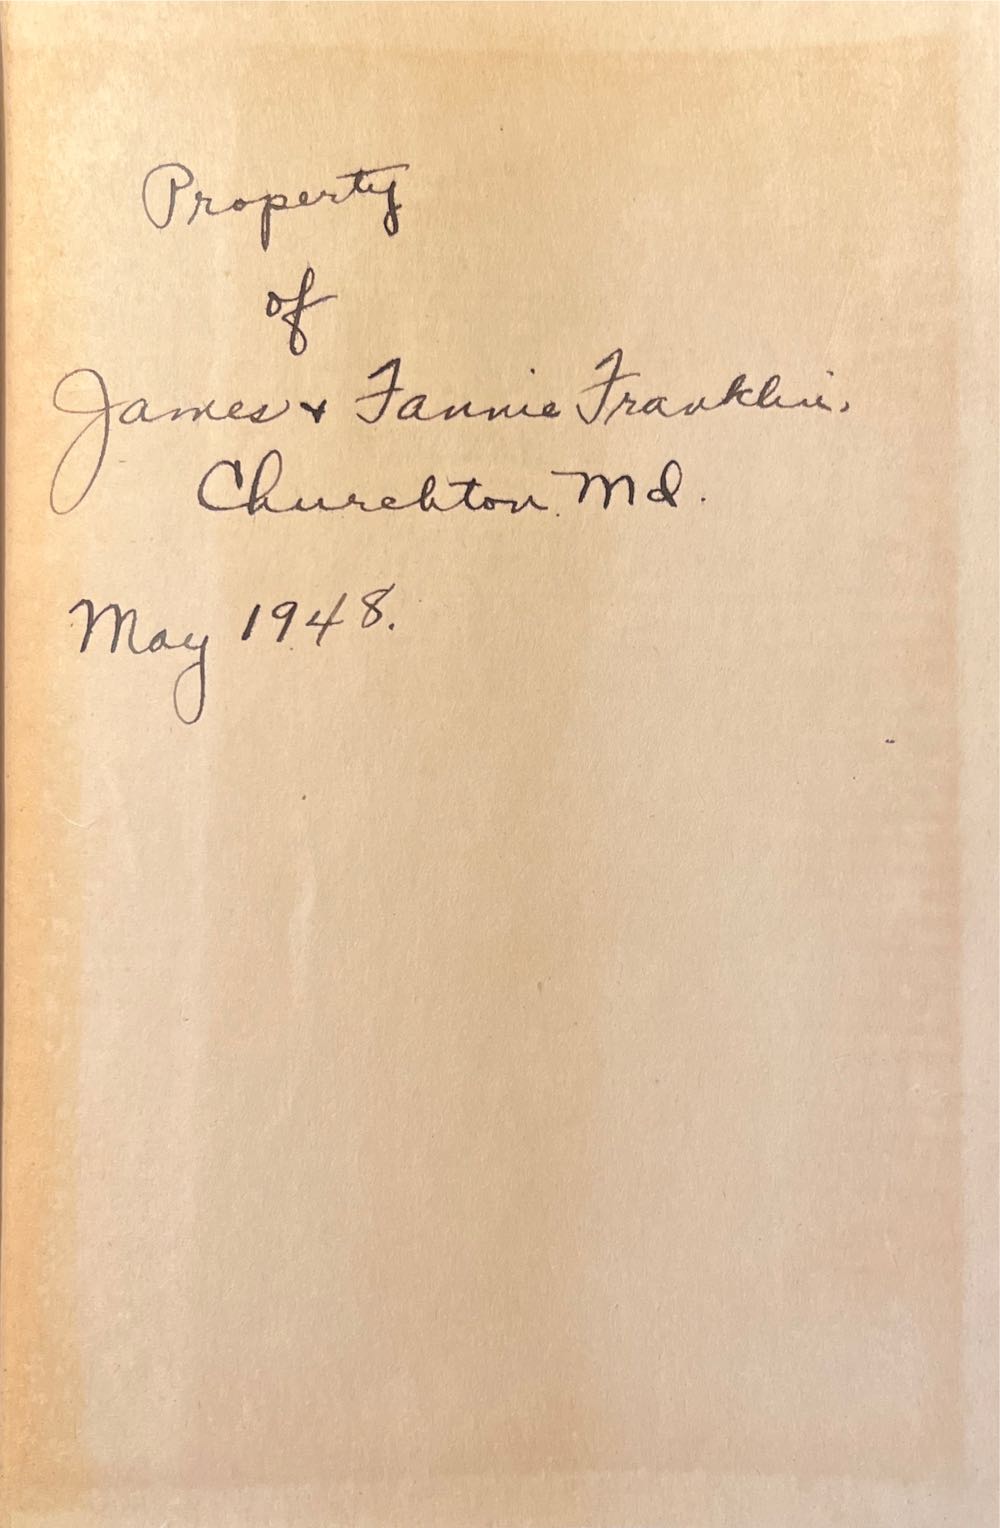 Property
of
James & Fannie Franklin.
Churchton Md.
May 1948.